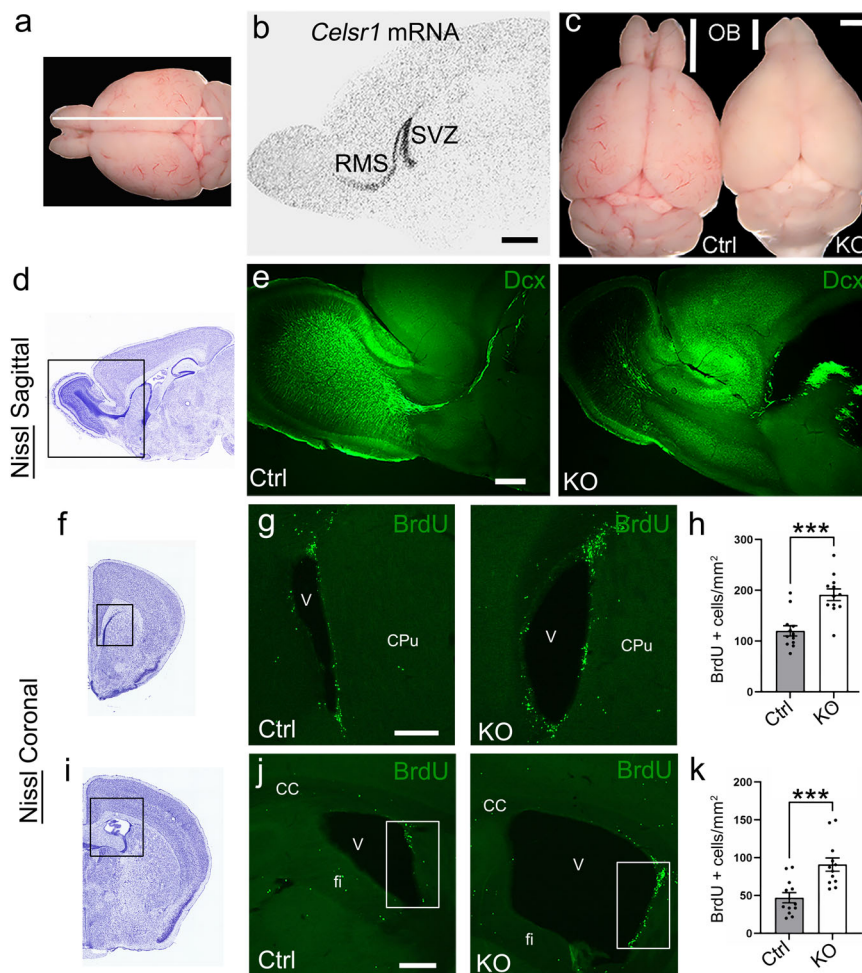 a
b
Celsr1 mRNA
RMS
SVZ
c
OB
Ctrl
KO
Nissl Sagittal
d
e
Dcx
Ctrl
KO
Nissl Coronal
f
g
BrdU
V
CPu
Ctrl
BrdU
V
CPu
KO
h
BrdU + cells/mm²
300
200
100
0
***
Ctrl
KO
i
j
BrdU
CC
V
fi
Ctrl
BrdU
CC
V
fi
KO
k
BrdU + cells/mm²
200
150
100
50
0
***
Ctrl
KO